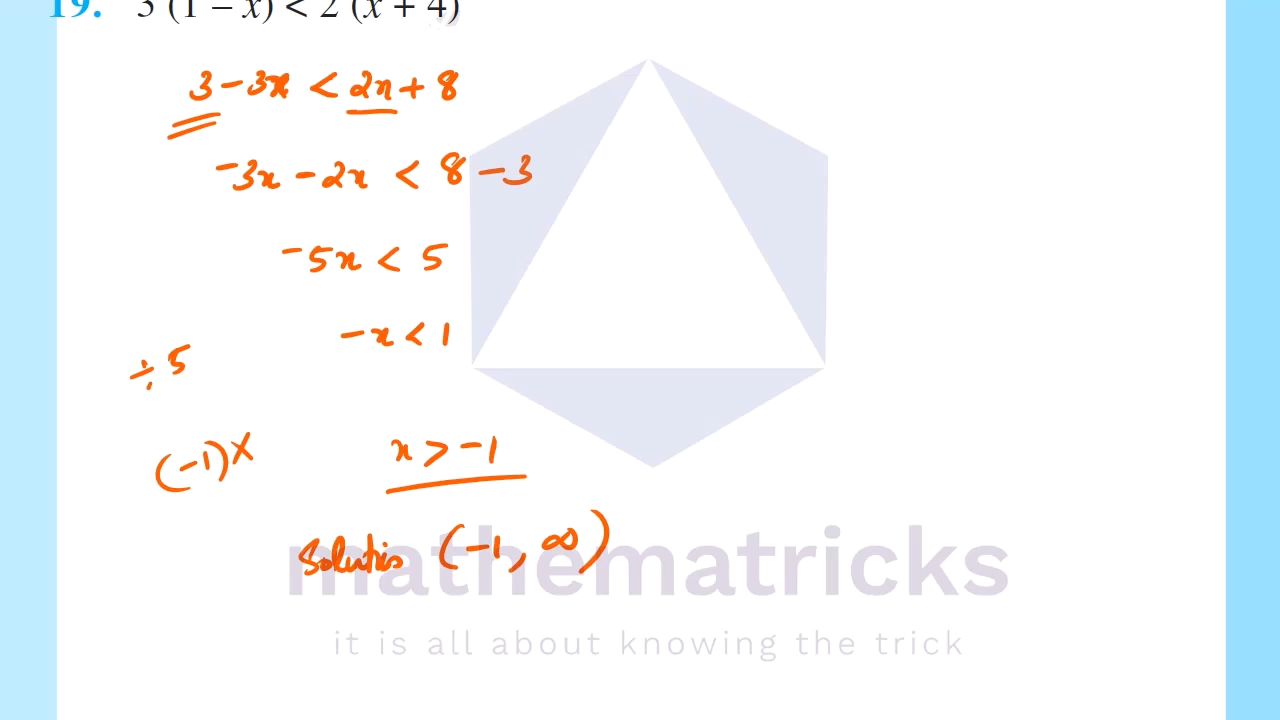 19. 3 (1 – x) < 2 (x + 4)
3 - 3x < 2x + 8
-3x - 2x < 8 - 3
-5x < 5
-x < 1
÷ 5
(-1) ×
x > -1
Solution (-1, ∞)
mathematricks
it is all about knowing the trick